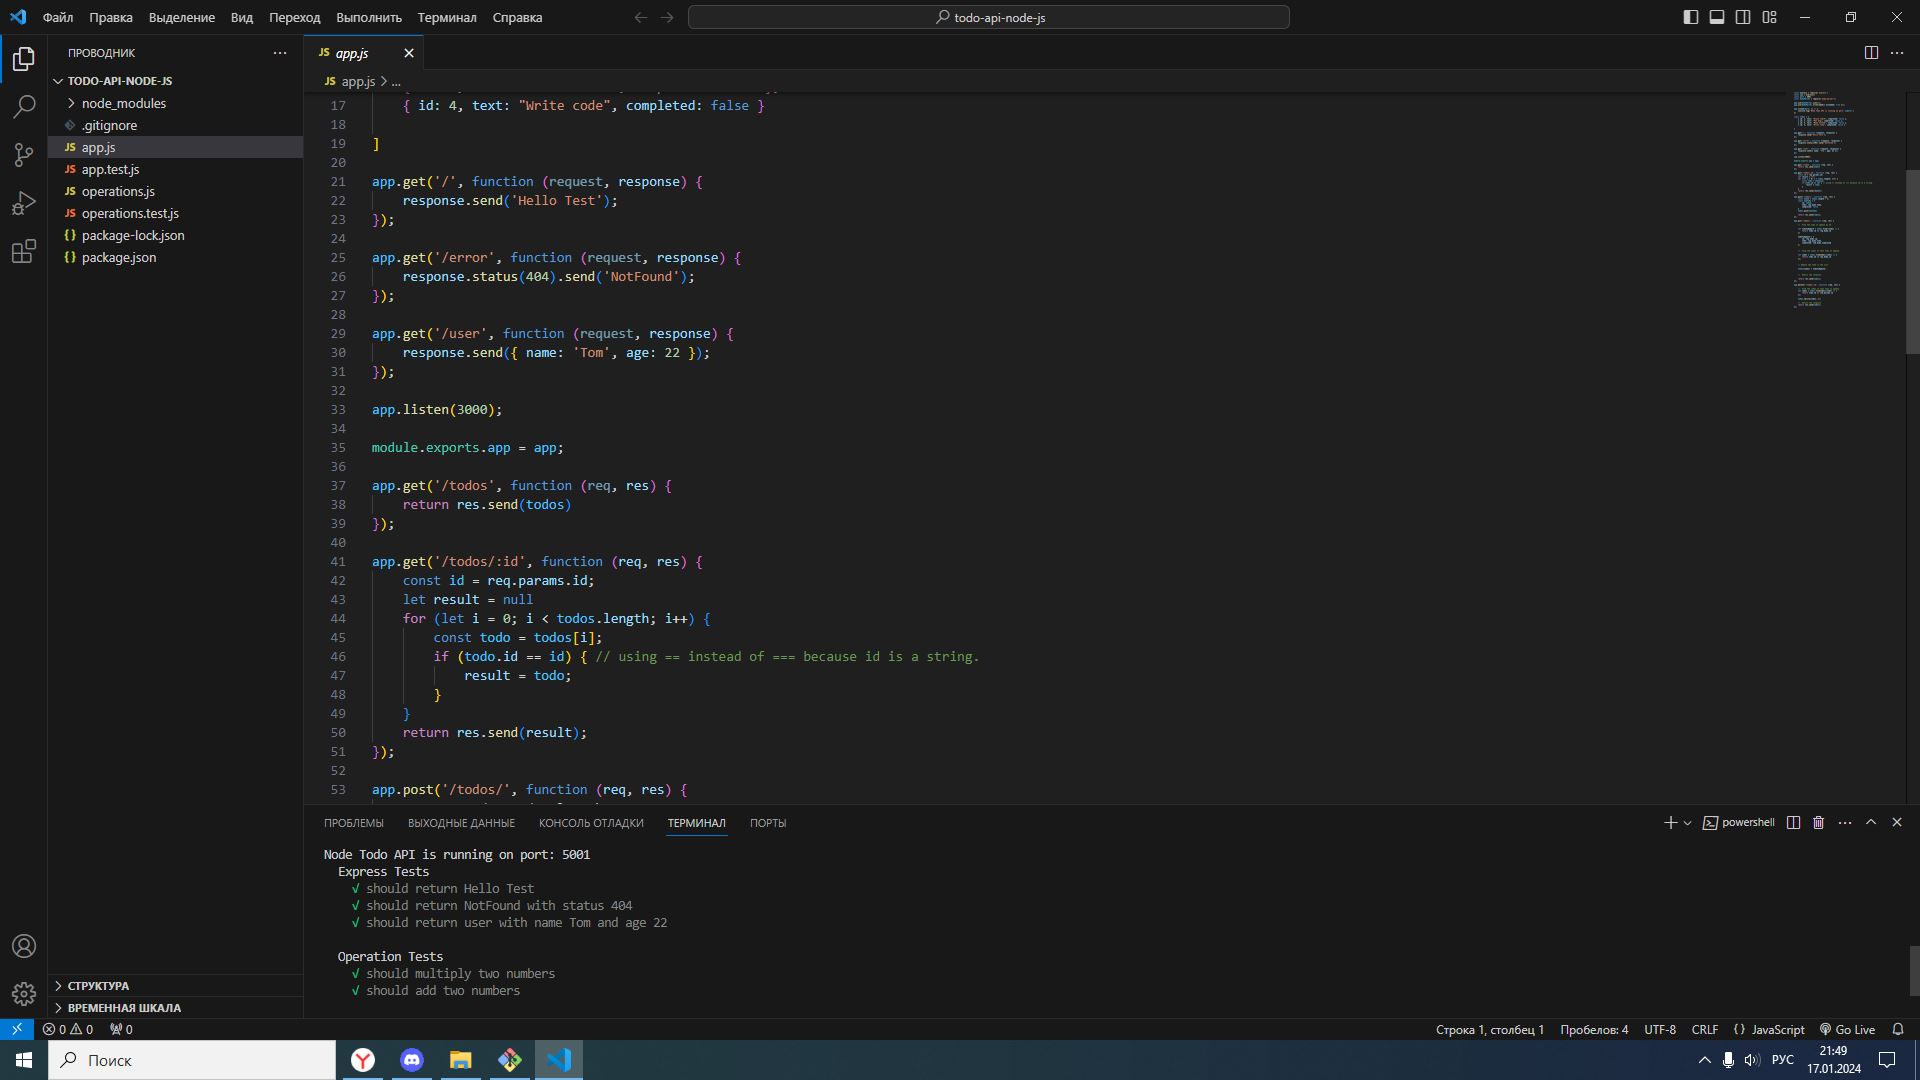 Файл Правка Выделение Вид Переход Выполнить Терминал Справка
todo-api-node-js
ПРОВОДНИК
TODO-API-NODE-JS
node_modules
.gitignore
JS app.js
JS app.test.js
JS operations.js
JS operations.test.js
{} package-lock.json
{} package.json
СТРУКТУРА
ВРЕМЕННАЯ ШКАЛА
JS app.js
JS app.js > ...
17 { id: 4, text: "Write code", completed: false }
18
19 ]
20
21 app.get('/', function (request, response) {
22 response.send('Hello Test');
23 });
24
25 app.get('/error', function (request, response) {
26 response.status(404).send('NotFound');
27 });
28
29 app.get('/user', function (request, response) {
30 response.send({ name: 'Tom', age: 22 });
31 });
32
33 app.listen(3000);
34
35 module.exports.app = app;
36
37 app.get('/todos', function (req, res) {
38 return res.send(todos)
39 });
40
41 app.get('/todos/:id', function (req, res) {
42 const id = req.params.id;
43 let result = null
44 for (let i = 0; i < todos.length; i++) {
45 const todo = todos[i];
46 if (todo.id == id) { // using == instead of === because id is a string.
47 result = todo;
48 }
49 }
50 return res.send(result);
51 });
52
53 app.post('/todos/', function (req, res) {
ПРОБЛЕМЫ ВЫХОДНЫЕ ДАННЫЕ КОНСОЛЬ ОТЛАДКИ ТЕРМИНАЛ ПОРТЫ
powershell
Node Todo API is running on port: 5001
Express Tests
√ should return Hello Test
√ should return NotFound with status 404
√ should return user with name Tom and age 22
Operation Tests
√ should multiply two numbers
√ should add two numbers
0 0 0
Строка 1, столбец 1 Пробелов: 4 UTF-8 CRLF {} JavaScript Go Live
Поиск
РУС
21:49
17.01.2024